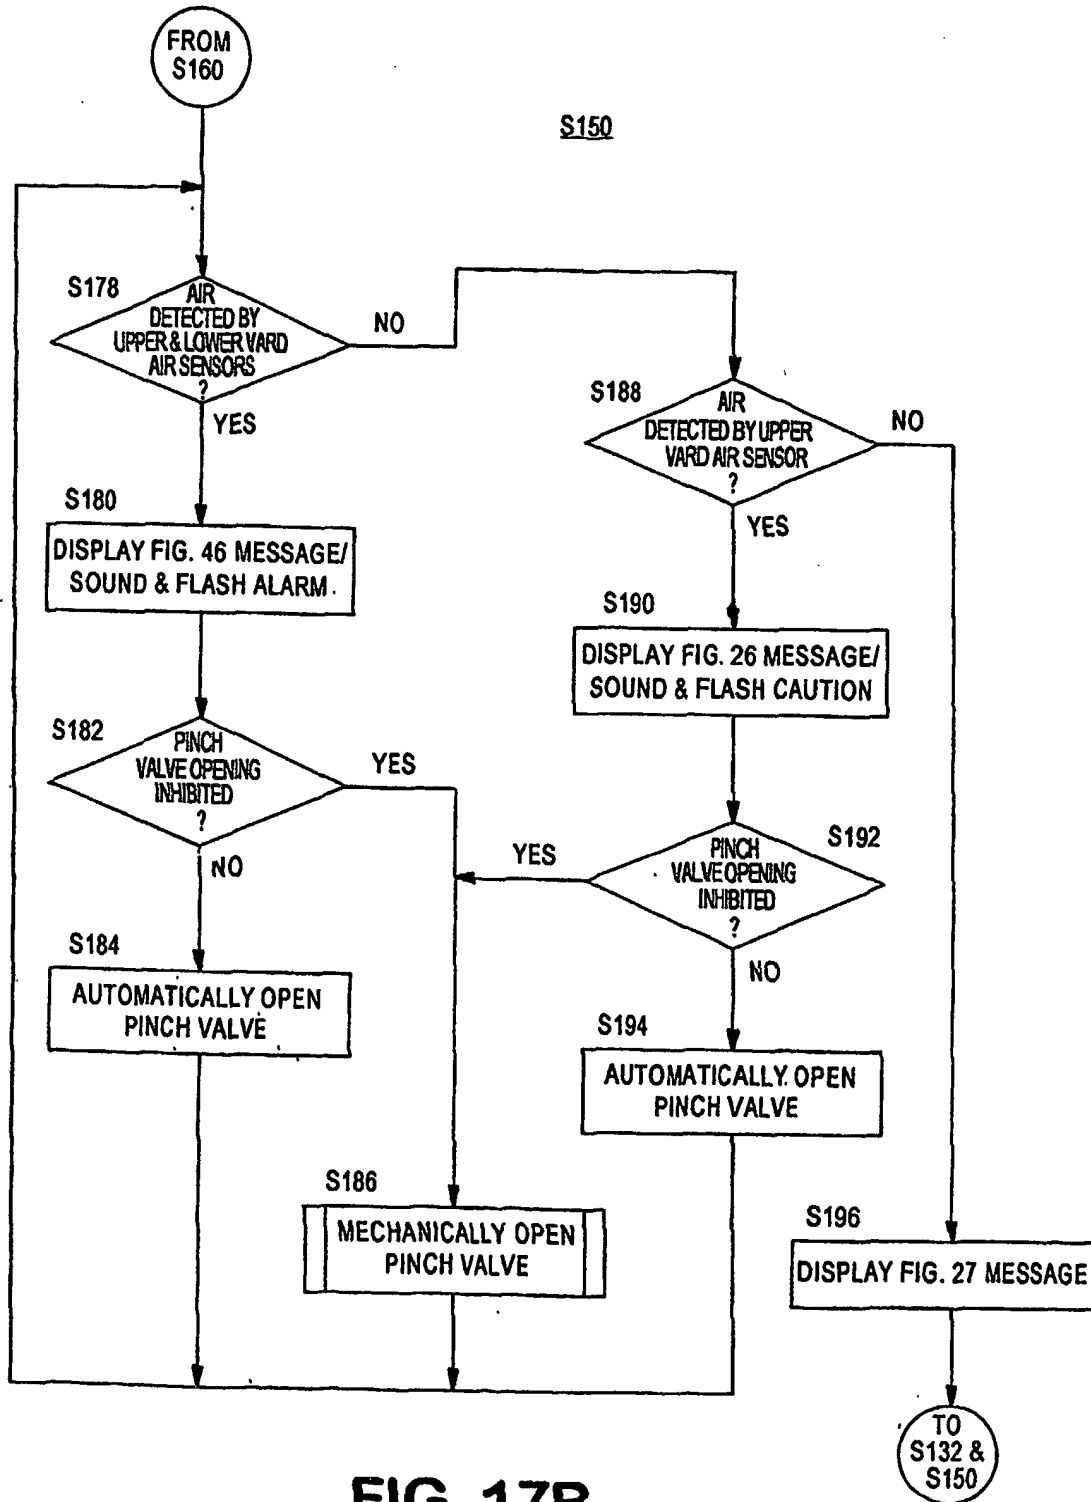 FROM
S160
S150
S178
AIR
DETECTED BY
UPPER & LOWER VARD
AIR SENSORS
?
NO
YES
S188
AIR
DETECTED BY UPPER
VARD AIR SENSOR
?
NO
YES
S180
DISPLAY FIG. 46 MESSAGE/
SOUND & FLASH ALARM
S190
DISPLAY FIG. 26 MESSAGE/
SOUND & FLASH CAUTION
S182
PINCH
VALVE OPENING
INHIBITED
?
YES
NO
S192
PINCH
VALVE OPENING
INHIBITED
?
YES
NO
S184
AUTOMATICALLY OPEN
PINCH VALVE
S194
AUTOMATICALLY OPEN
PINCH VALVE
S186
MECHANICALLY OPEN
PINCH VALVE
S196
DISPLAY FIG. 27 MESSAGE
TO
S132 &
S150
FIG. 17B